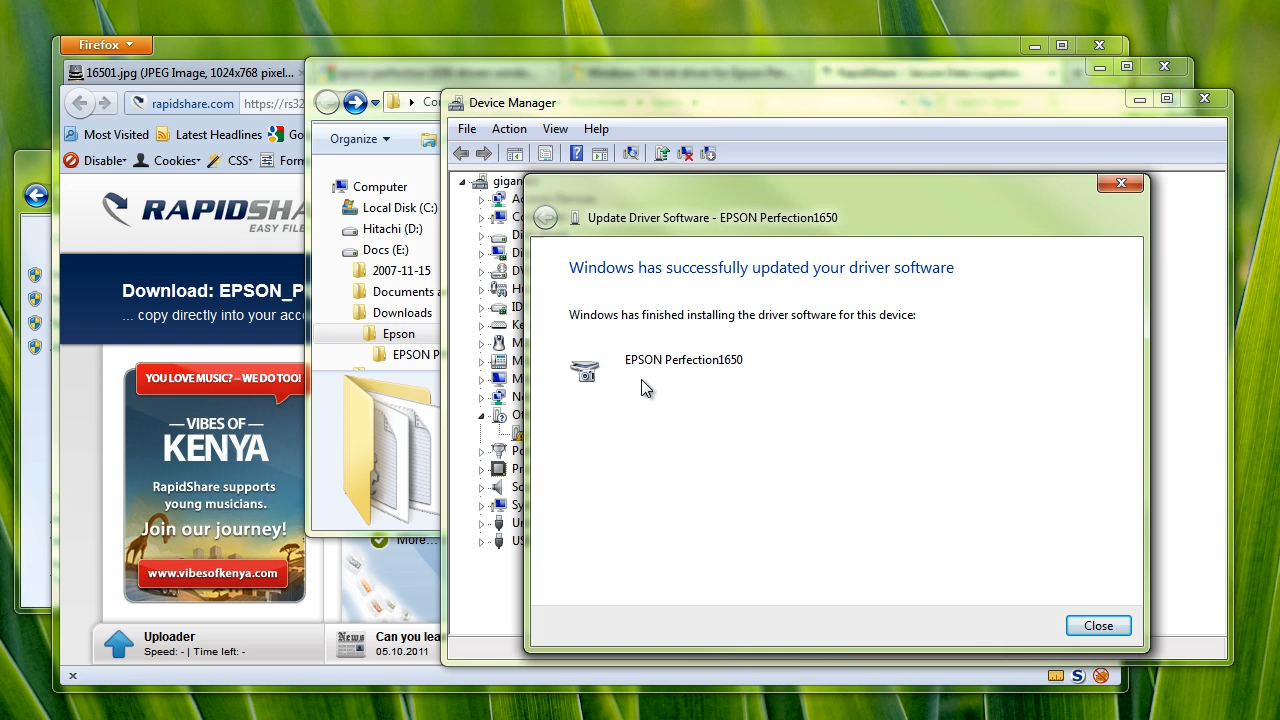 Firefox
16501.jpg (JPEG Image, 1024x768 pixel...
rapidshare.com
https://rs32
Most Visited
Latest Headlines
Disable
Cookies
CSS
RAPIDSHA
EASY FILE
Download: EPSON_P
... copy directly into your acc
YOU LOVE MUSIC? – WE DO TOO!
— VIBES OF —
KENYA
RapidShare supports
young musicians.
Join our journey!
www.vibesofkenya.com
More...
Uploader
Speed: - | Time left: -
News
Can you lea
05.10.2011
Organize
Computer
Local Disk (C:)
Hitachi (D:)
Docs (E:)
2007-11-15
Documents a
Downloads
Epson
EPSON P
Device Manager
File
Action
View
Help
Update Driver Software - EPSON Perfection1650
Windows has successfully updated your driver software
Windows has finished installing the driver software for this device:
EPSON Perfection1650
Close